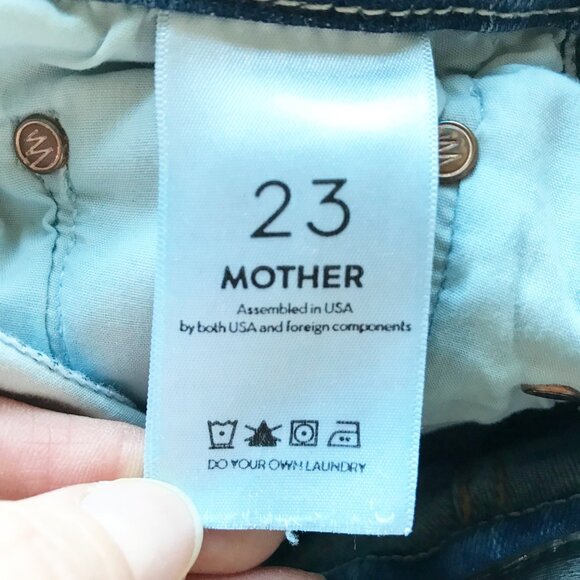 23
MOTHER
Assembled in USA
by both USA and foreign components
DO YOUR OWN LAUNDRY